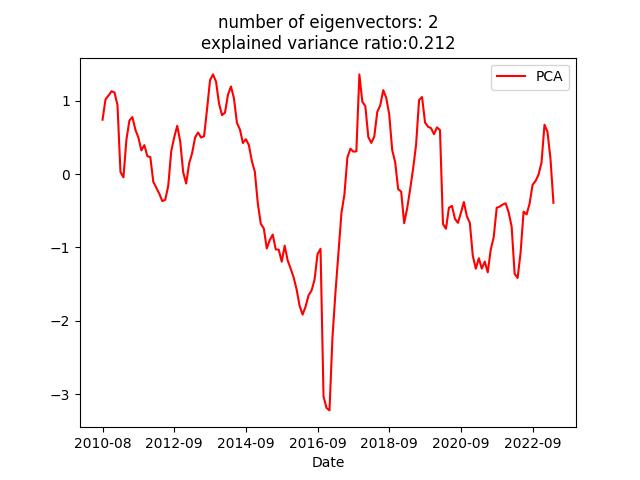 number of eigenvectors: 2
explained variance ratio:0.212
PCA
1
0
−1
−2
−3
2010-08 2012-09 2014-09 2016-09 2018-09 2020-09 2022-09
Date